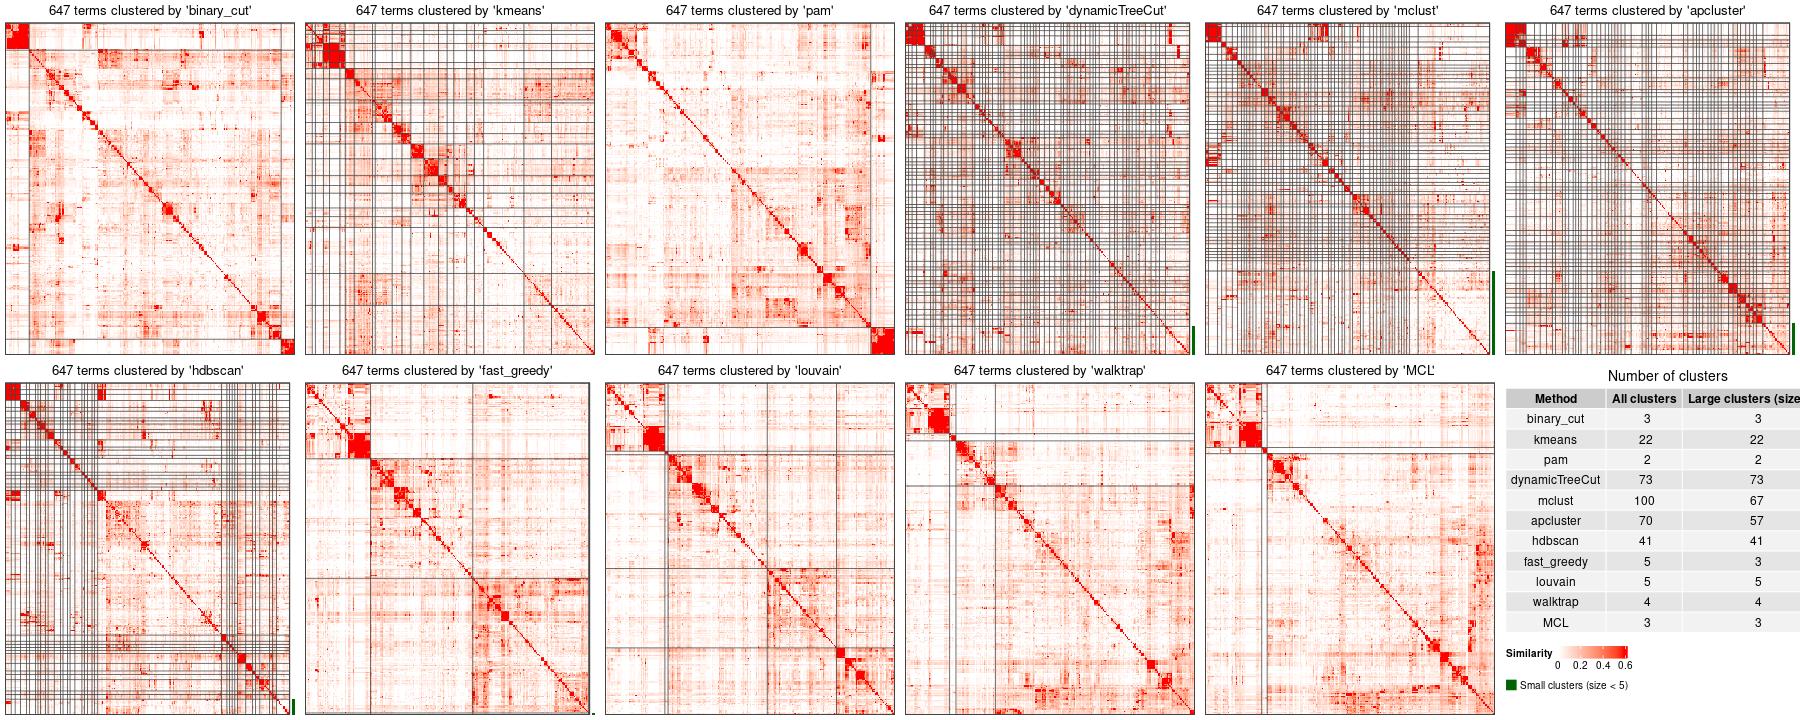 647 terms clustered by 'binary_cut'
647 terms clustered by 'kmeans'
647 terms clustered by 'pam'
647 terms clustered by 'dynamicTreeCut'
647 terms clustered by 'mclust'
647 terms clustered by 'apcluster'
647 terms clustered by 'hdbscan'
647 terms clustered by 'fast_greedy'
647 terms clustered by 'louvain'
647 terms clustered by 'walktrap'
647 terms clustered by 'MCL'
Number of clusters
Method All clusters Large clusters (size
binary_cut 3 3
kmeans 22 22
pam 2 2
dynamicTreeCut 73 73
mclust 100 67
apcluster 70 57
hdbscan 41 41
fast_greedy 5 3
louvain 5 5
walktrap 4 4
MCL 3 3
Similarity
0 0.2 0.4 0.6
Small clusters (size < 5)